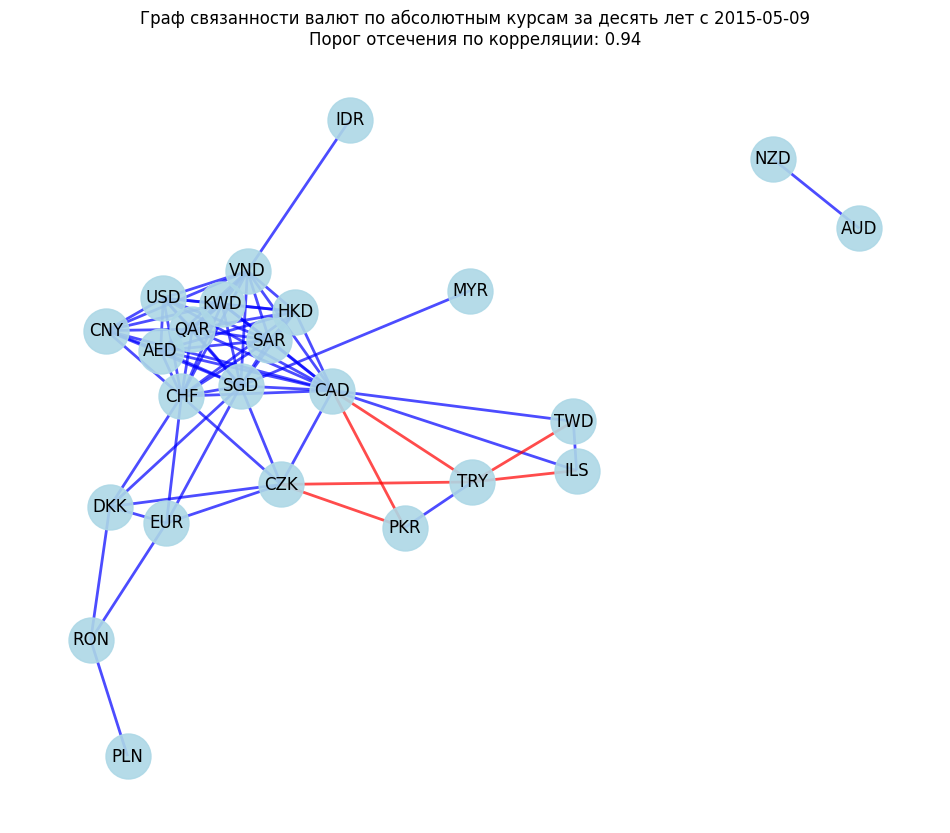 Граф связанности валют по абсолютным курсам за десять лет с 2015-05-09
Порог отсечения по корреляции: 0.94
IDR
NZD
AUD
VND
MYR
USD
KWD
HKD
CNY
QAR
SAR
AED
SGD
CAD
CHF
TWD
ILS
CZK
TRY
DKK
EUR
PKR
RON
PLN